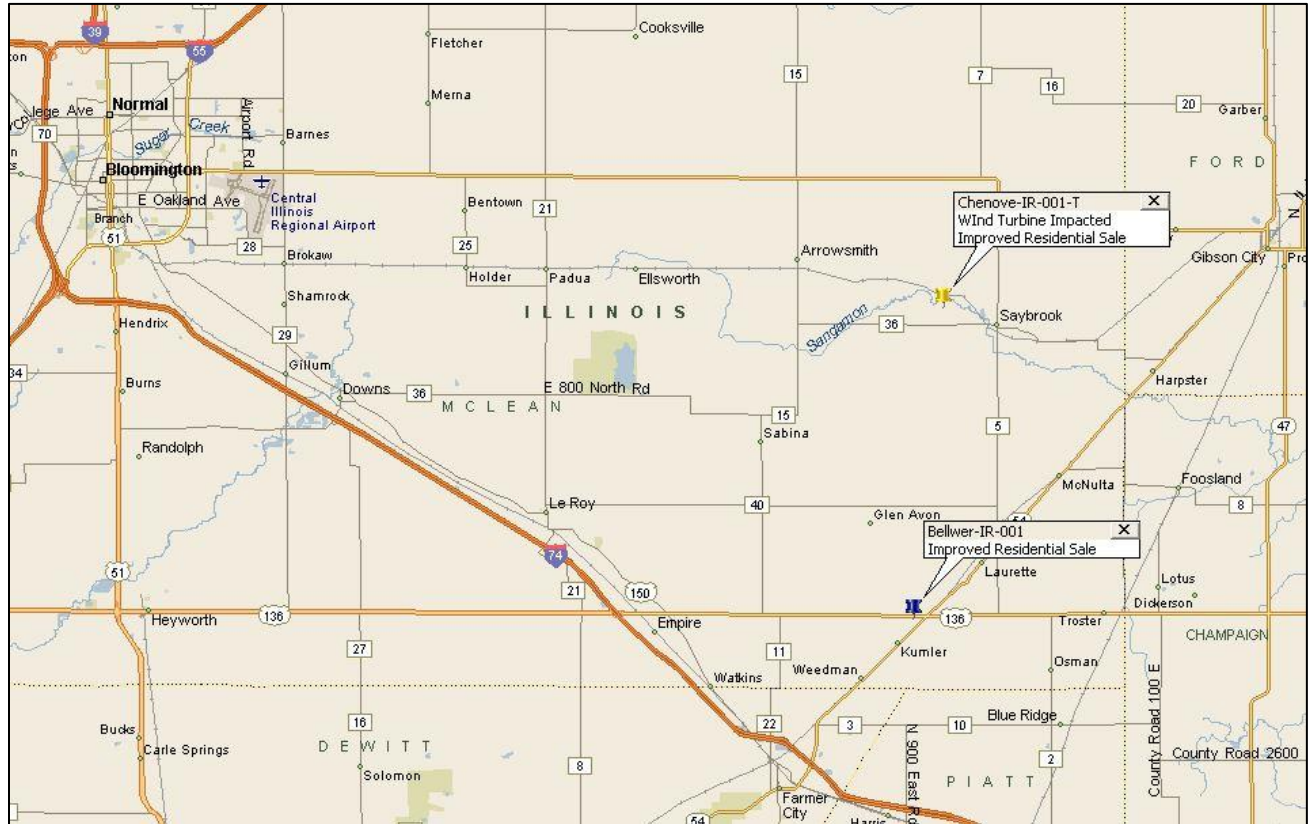 39
55
Cooksville
Fletcher
15
7
16
Merna
20
Garber
Normal
Airport Rd
Sugar Creek
70
Barnes
FORD
Bloomington
E Oakland Ave
Central
Illinois
Regional Airport
Bentown
21
Chenove-IR-001-T
WInd Turbine Impacted
Improved Residential Sale
Branch
51
28
25
Brokaw
Arrowsmith
Gibson City
Holder
Padua
Ellsworth
Shamrock
ILLINOIS
Sangamon
36
Saybrook
Hendrix
29
34
Gillum
Burns
Downs
36
E 800 North Rd
Harpster
MCLEAN
15
Sabina
5
47
Randolph
McNulta
Foosland
Le Roy
40
Glen Avon
8
54
Bellwer-IR-001
Improved Residential Sale
74
Laurette
51
21
150
Lotus
Dickerson
Heyworth
136
Empire
136
Troster
CHAMPAIGN
27
11
Kumler
Weedman
Osman
Watkins
County Road 100 E
16
22
3
N 900 East Rd
10
Blue Ridge
Bucks
Carle Springs
DEWITT
8
2
County Road 2600
Solomon
PIATT
Farmer
City
54
Harris